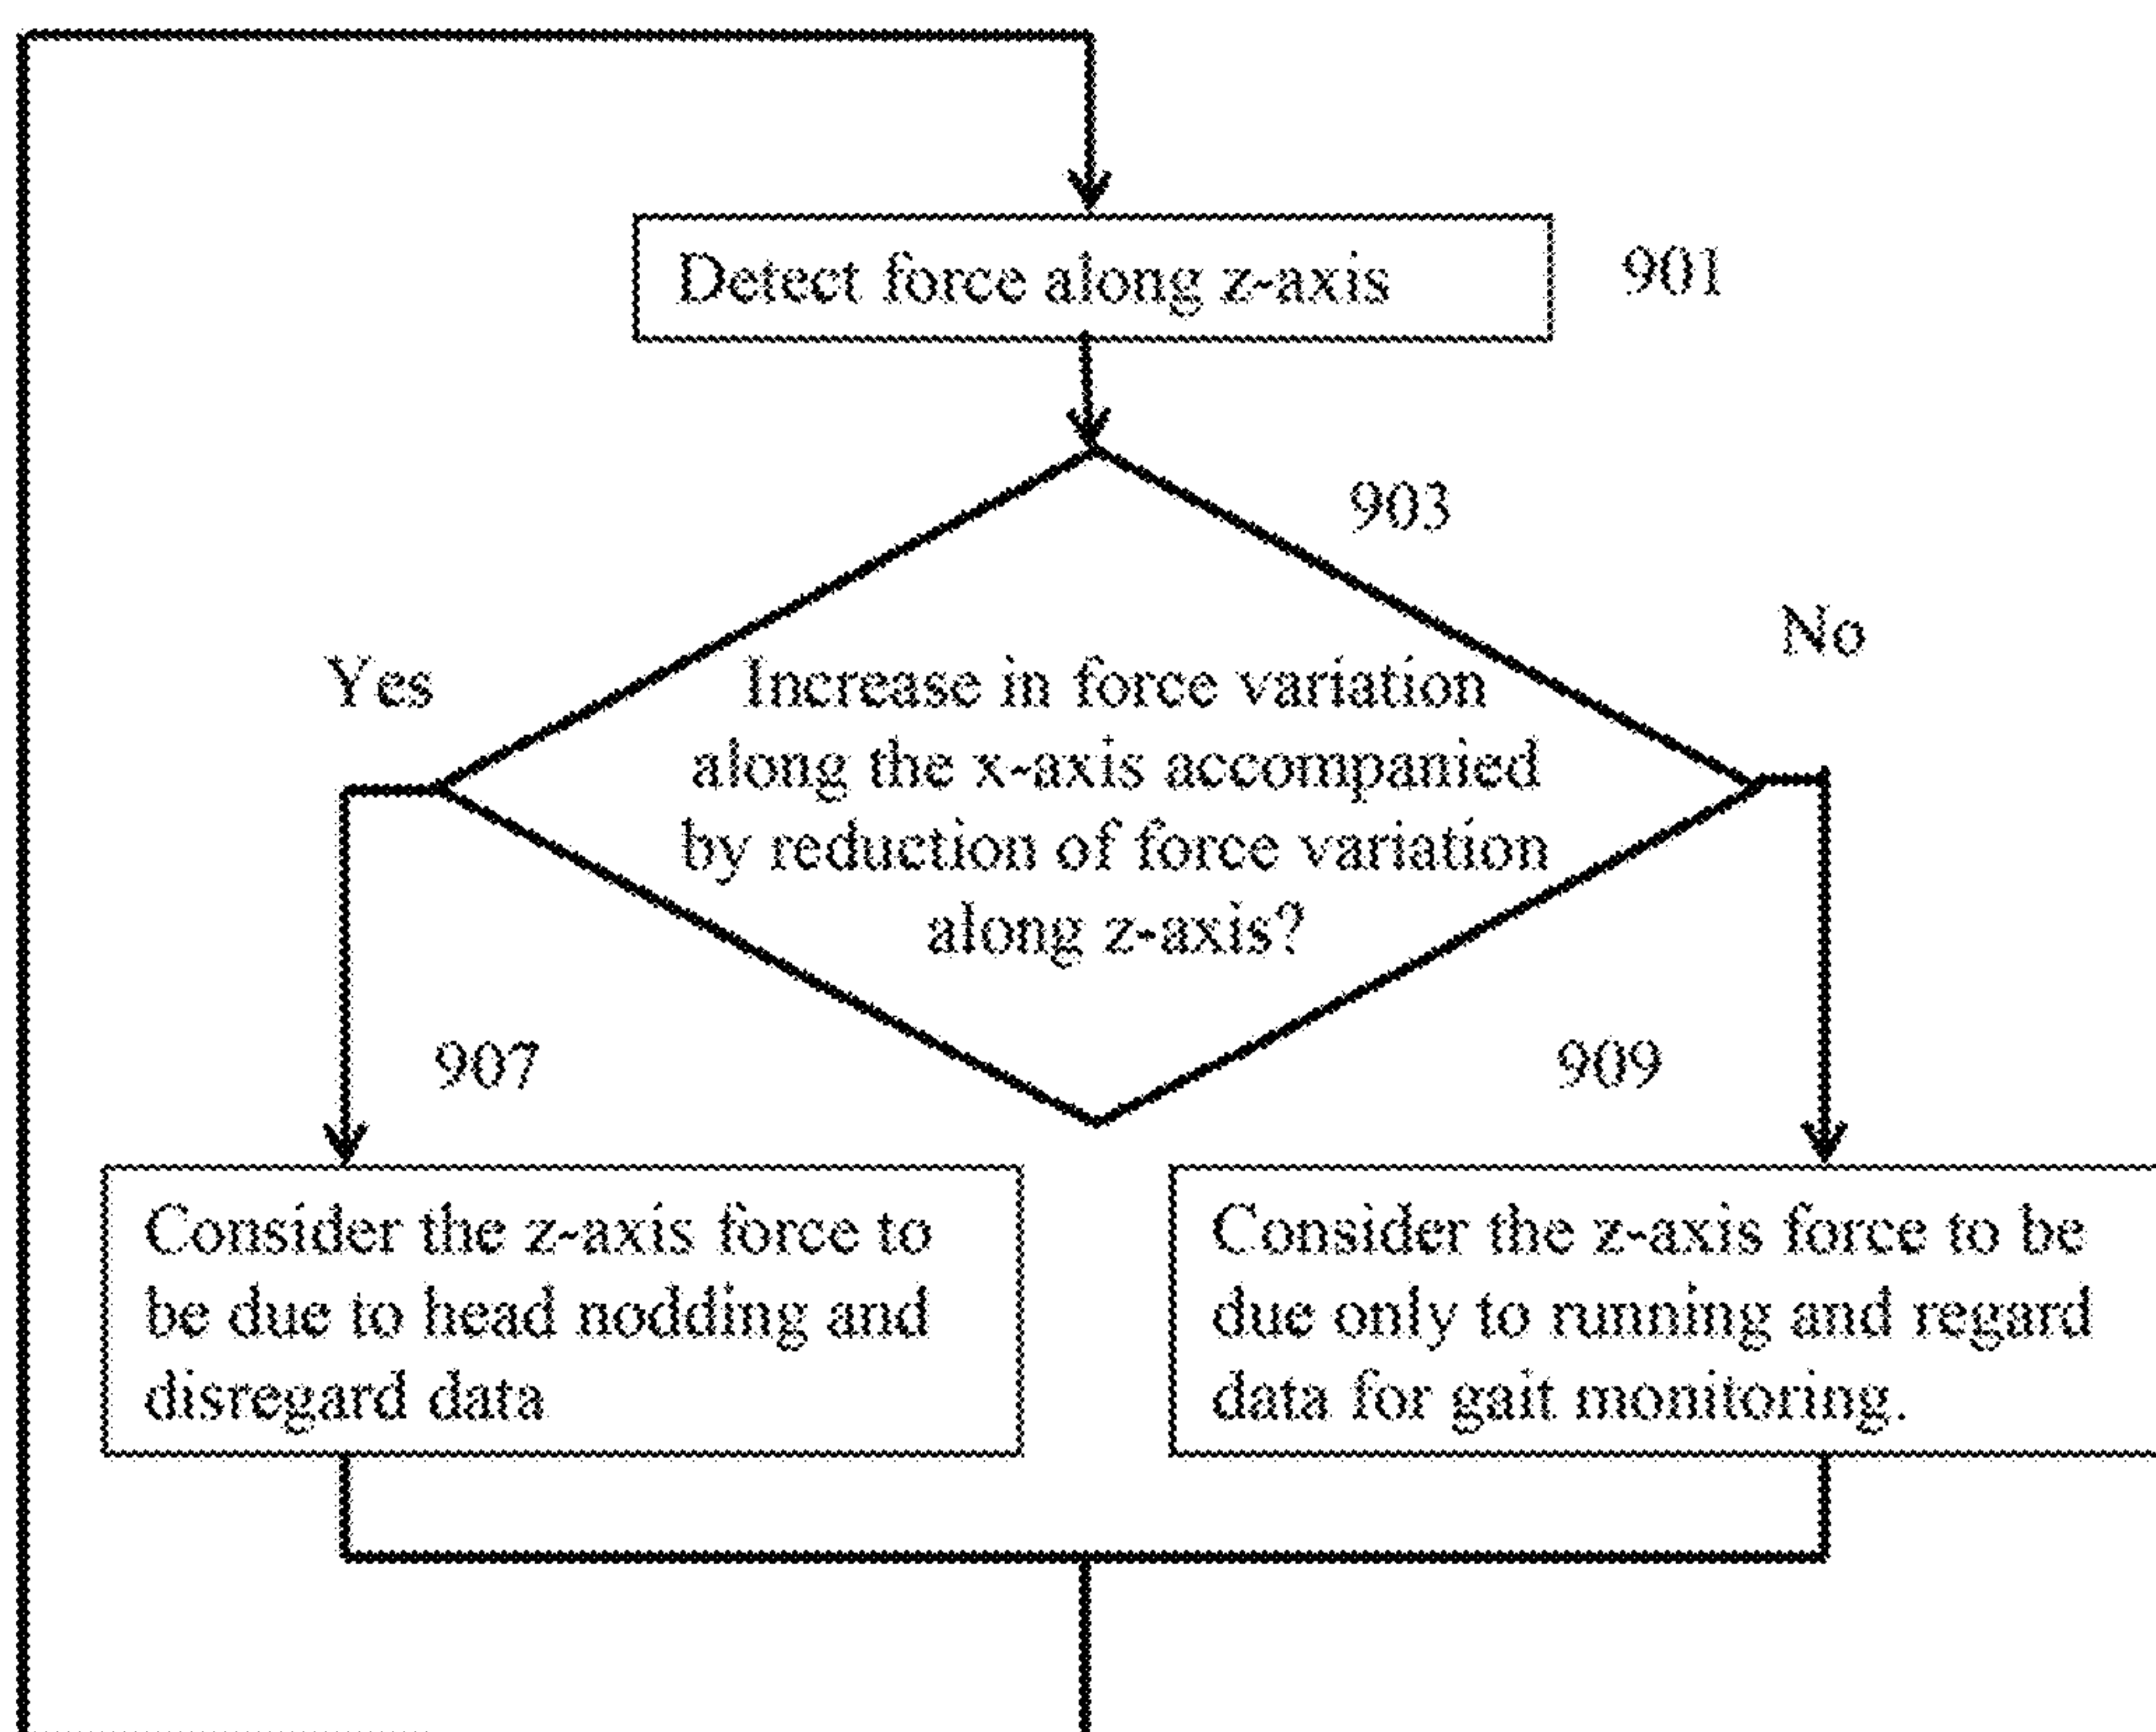 Detect force along z-axis
901
903
No
Yes
Increase in force variation
along the x-axis accompanied
by reduction of force variation
along z-axis?
907
909
Consider the z-axis force to
be due to head nodding and
disregard data
Consider the z-axis force to be
due only to running and regard
data for gait monitoring.